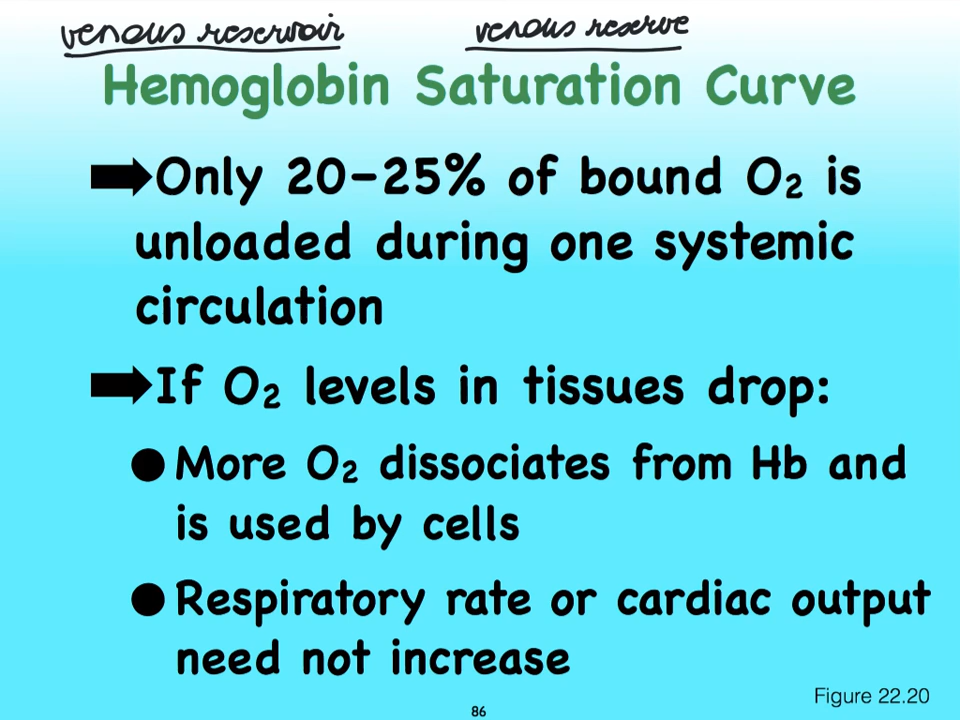 venous reservoir venous reserve
Hemoglobin Saturation Curve
Only 20-25% of bound O₂ is
unloaded during one systemic
circulation
If O₂ levels in tissues drop:
● More O₂ dissociates from Hb and
is used by cells
● Respiratory rate or cardiac output
need not increase
Figure 22.20
86